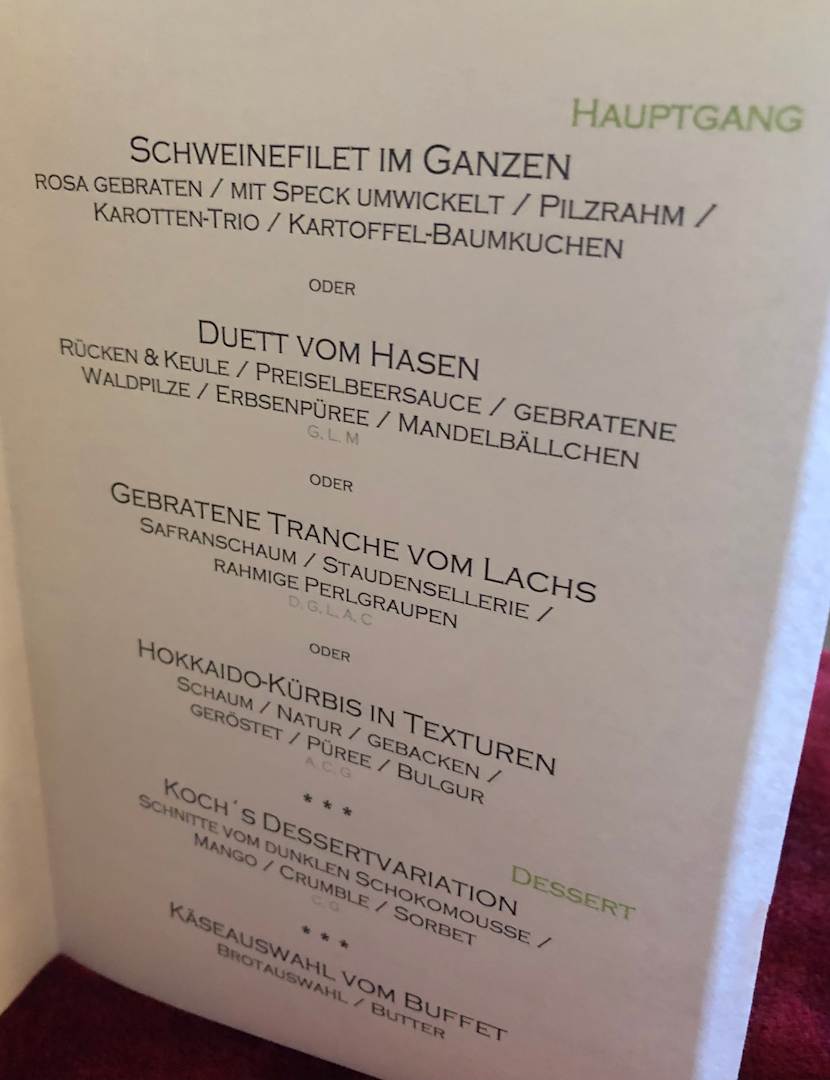 HAUPTGANG
SCHWEINEFILET IM GANZEN
ROSA GEBRATEN / MIT SPECK UMWICKELT / PILZRAHM /
KAROTTEN-TRIO / KARTOFFEL-BAUMKUCHEN
ODER
DUETT VOM HASEN
RÜCKEN & KEULE / PREISELBEERSAUCE / GEBRATENE
WALDPILZE / ERBSENPÜREE / MANDELBÄLLCHEN
G, L, M
ODER
GEBRATENE TRANCHE VOM LACHS
SAFRANSCHAUM / STAUDENSELLERIE /
RAHMIGE PERLGRAUPEN
D, G, L, A, C
ODER
HOKKAIDO-KÜRBIS IN TEXTUREN
SCHAUM / NATUR / GEBACKEN /
GERÖSTET / PÜREE / BULGUR
A, C, G
* * *
DESSERT
KOCH´S DESSERTVARIATION
SCHNITTE VOM DUNKLEN SCHOKOMOUSSE /
MANGO / CRUMBLE / SORBET
C, G
* * *
KÄSEAUSWAHL VOM BUFFET
BROTAUSWAHL / BUTTER